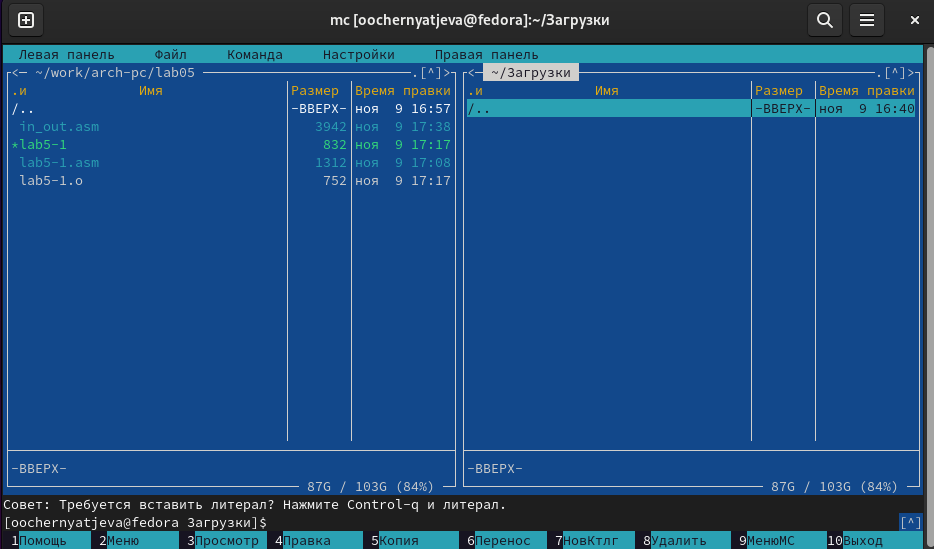 mc [oochernyatjeva@fedora]:~/Загрузки
Левая панель Файл Команда Настройки Правая панель
<─ ~/work/arch-pc/lab05 ─.[^]>
.и Имя Размер Время правки
/.. -ВВЕРХ- ноя 9 16:57
in_out.asm 3942 ноя 9 17:38
*lab5-1 832 ноя 9 17:17
lab5-1.asm 1312 ноя 9 17:08
lab5-1.o 752 ноя 9 17:17
-ВВЕРХ-
87G / 103G (84%)
<─ ~/Загрузки ─.[^]>
.и Имя Размер Время правки
/.. -ВВЕРХ- ноя 9 16:40
-ВВЕРХ-
87G / 103G (84%)
Совет: Требуется вставить литерал? Нажмите Control-q и литерал.
[oochernyatjeva@fedora Загрузки]$ [^]
1Помощь 2Меню 3Просмотр 4Правка 5Копия 6Перенос 7НовКтлг 8Удалить 9МенюМС 10Выход